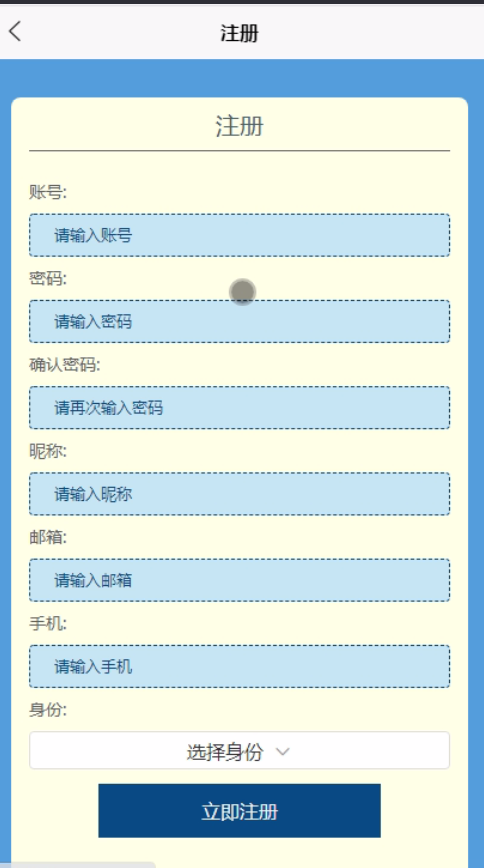 注册
注册
账号:
请输入账号
密码:
请输入密码
确认密码:
请再次输入密码
昵称:
请输入昵称
邮箱:
请输入邮箱
手机:
请输入手机
身份:
选择身份
立即注册